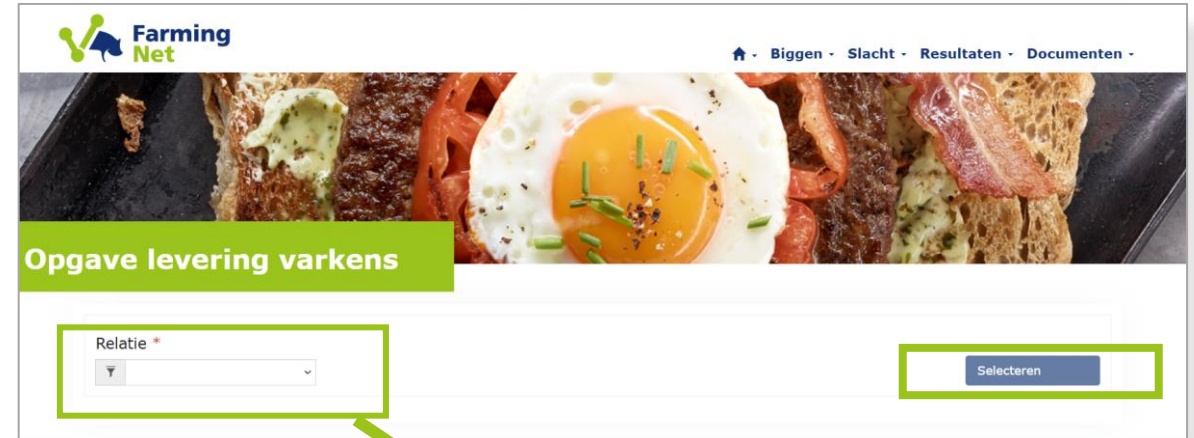 Farming
Net
Biggen - Slacht - Resultaten - Documenten -
Opgave levering varkens
Relatie *
Selecteren